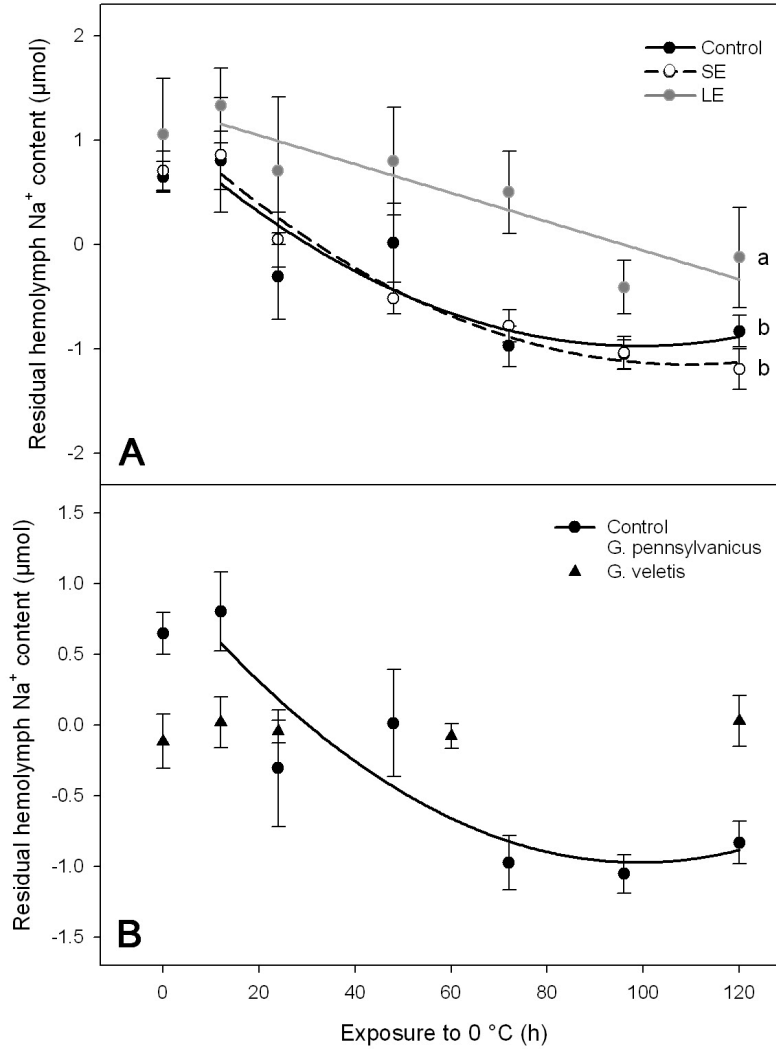 2
1
0
-1
-2
Residual hemolymph Na⁺ content (µmol)
Control
SE
LE
a
b
b
A
1.5
1.0
0.5
0.0
-0.5
-1.0
-1.5
Residual hemolymph Na⁺ content (µmol)
Control
G. pennsylvanicus
G. veletis
B
0 20 40 60 80 100 120
Exposure to 0 °C (h)